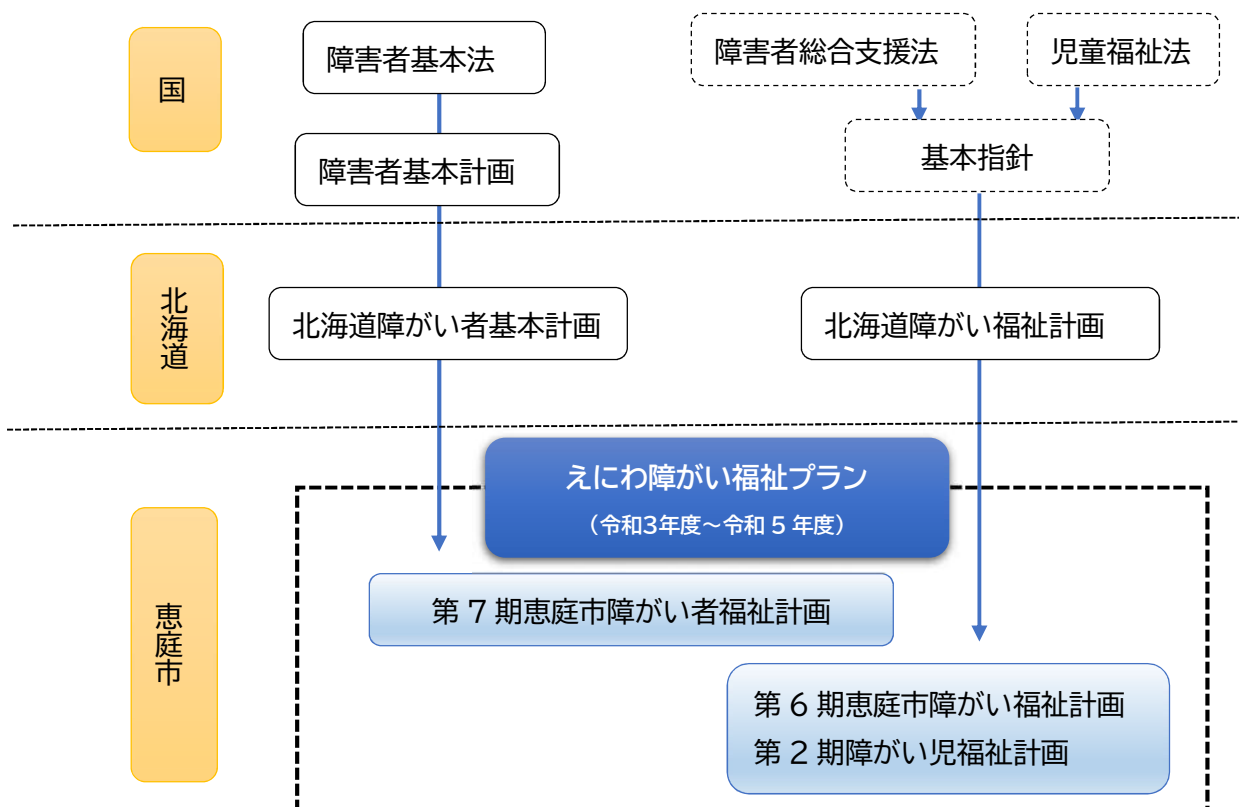 国
障害者基本法
障害者総合支援法
児童福祉法
障害者基本計画
基本指針
北海道
北海道障がい者基本計画
北海道障がい福祉計画
恵庭市
えにわ障がい福祉プラン
（令和3年度～令和５年度）
第７期恵庭市障がい者福祉計画
第６期恵庭市障がい福祉計画
第２期障がい児福祉計画